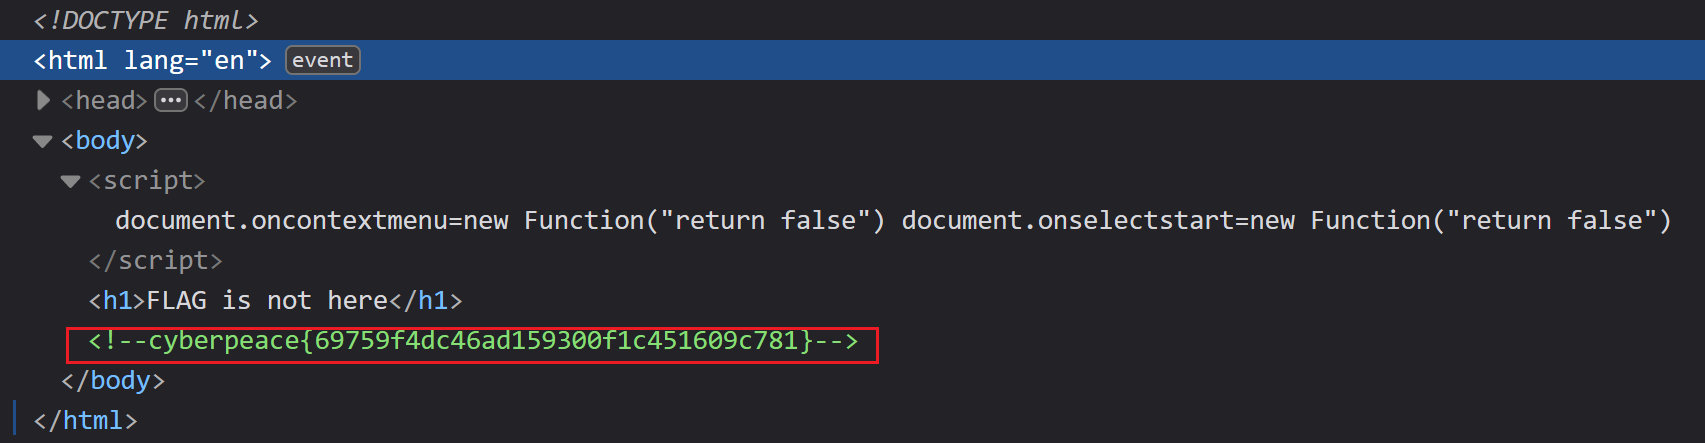 <!DOCTYPE html>
<html lang="en"> event
<head> ••• </head>
<body>
<script>
document.oncontextmenu=new Function("return false") document.onselectstart=new Function("return false")
</script>
<h1>FLAG is not here</h1>
<!--cyberpeace{69759f4dc46ad159300f1c451609c781}-->
</body>
</html>